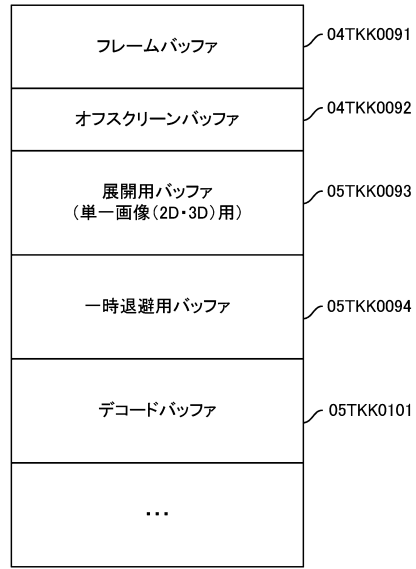 フレームバッファ
04TKK0091
オフスクリーンバッファ
04TKK0092
展開用バッファ
(単一画像(2D・3D)用)
05TKK0093
一時退避用バッファ
05TKK0094
デコードバッファ
05TKK0101
…